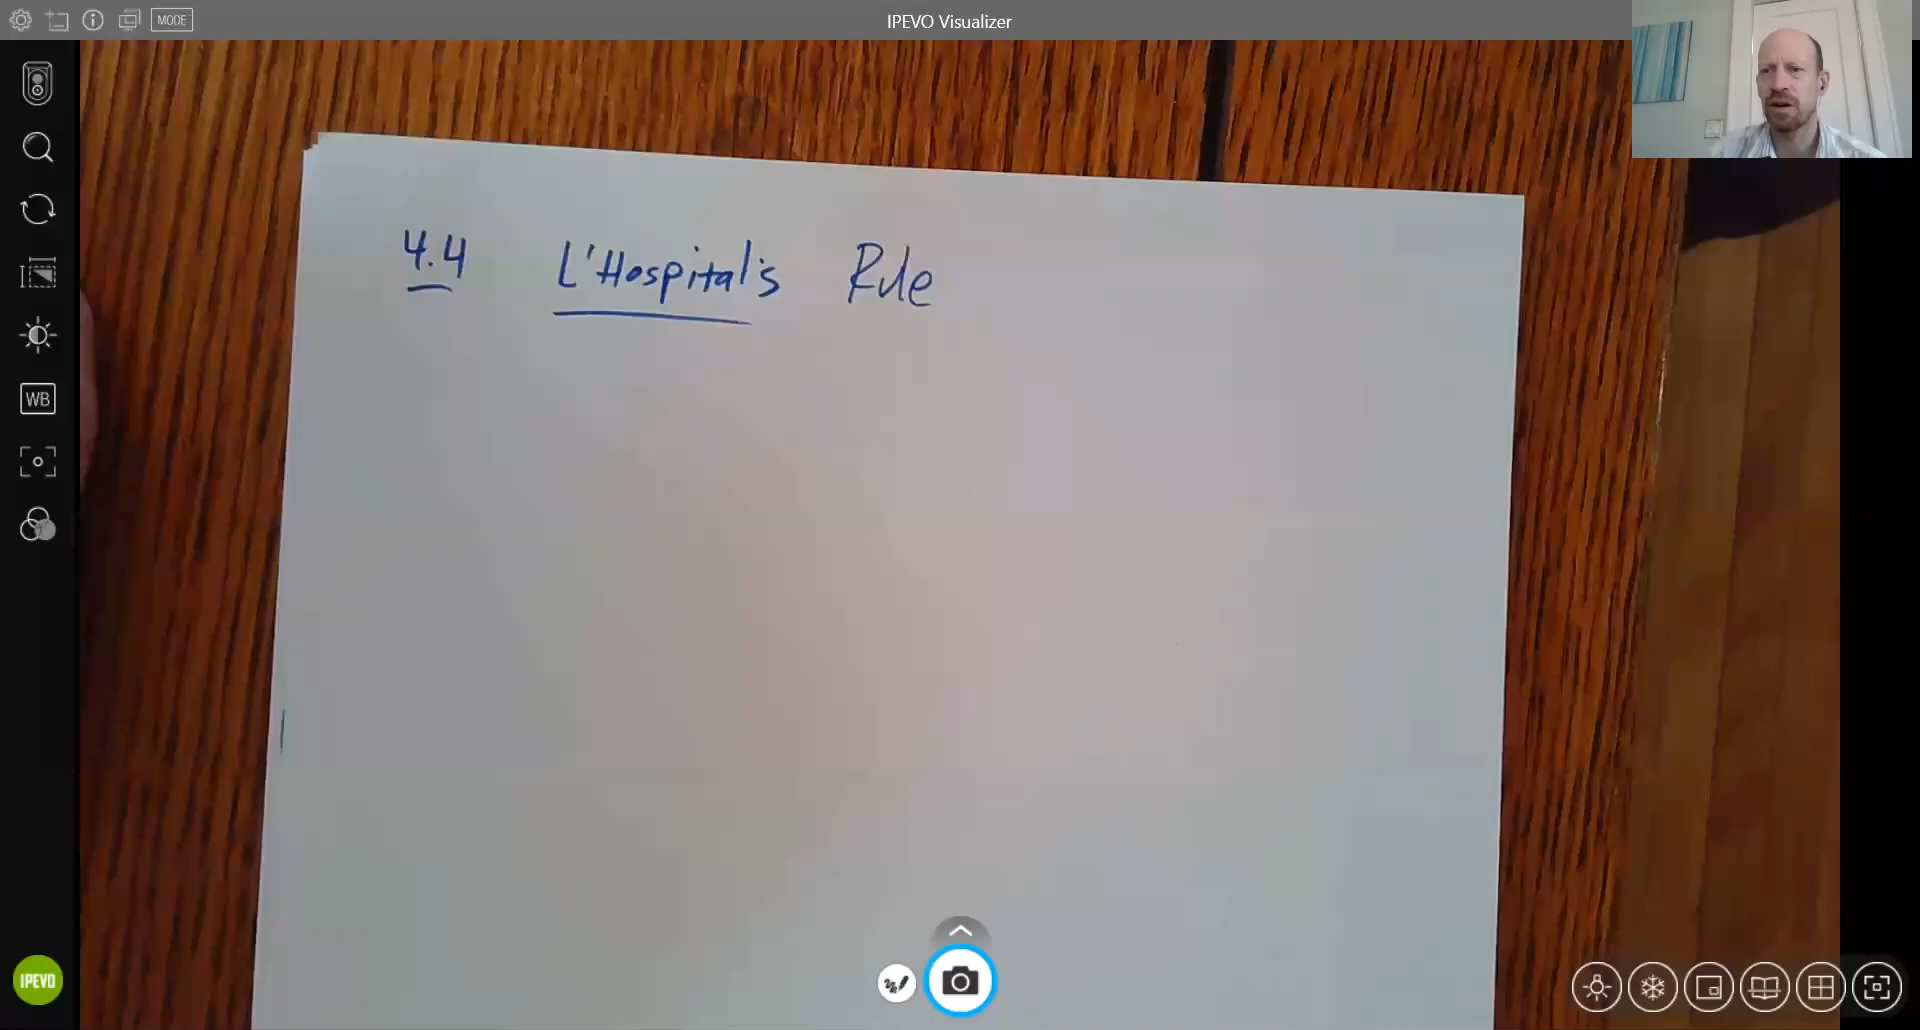 MODE
IPEVO Visualizer
WB
4.4 L'Hospital's Rule
IPEVO